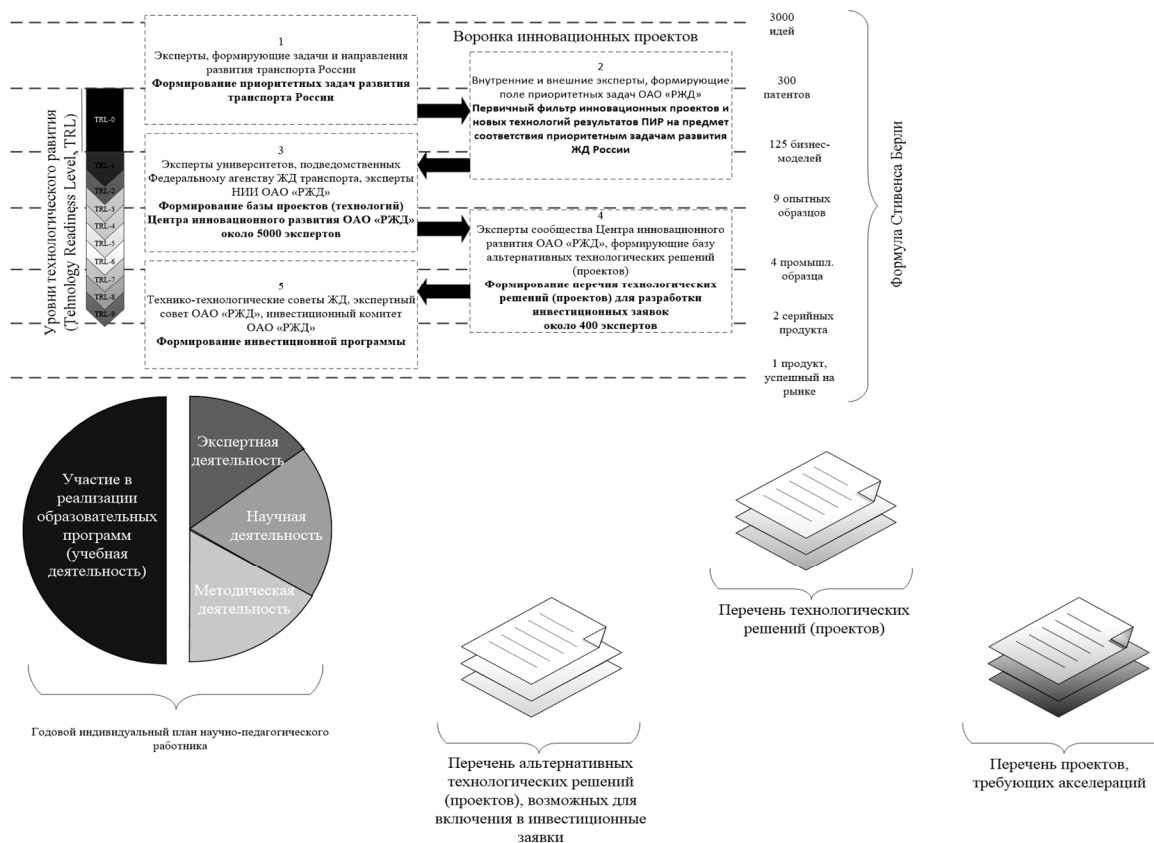 Воронка инновационных проектов
Уровни технологического равития
(Tehnology Readiness Level, TRL)
TRL-0
TRL-1
TRL-2
TRL-3
TRL-4
TRL-5
TRL-6
TRL-7
TRL-8
TRL-9
1
Эксперты, формирующие задачи и направления
развития транспорта России
Формирование приоритетных задач развития
транспорта России
2
Внутренние и внешние эксперты, формирующие
поле приоритетных задач ОАО «РЖД»
Первичный фильтр инновационных проектов и
новых технологий результатов ПИР на предмет
соответствия приоритетным задачам развития
ЖД России
3
Эксперты университетов, подведомственных
Федеральному агенству ЖД транспорта, эксперты
НИИ ОАО «РЖД»
Формирование базы проектов (технологий)
Центра инновационного развития ОАО «РЖД»
около 5000 экспертов
4
Эксперты сообщества Центра инновационного
развития ОАО «РЖД», формирующие базу
альтернативных технологических решений
(проектов)
Формирование перечня технологических
решений (проектов) для разработки
инвестиционных заявок
около 400 экспертов
5
Технико-технологические советы ЖД, экспертный
совет ОАО «РЖД», инвестиционный комитет
ОАО «РЖД»
Формирование инвестиционной программы
3000
идей
300
патентов
125 бизнес-
моделей
9 опытных
образцов
4 промышл.
образца
2 серийных
продукта
1 продукт,
успешный на
рынке
Формула Стивенса Берли
Участие в
реализации
образовательных
программ
(учебная
деятельность)
Экспертная
деятельность
Научная
деятельность
Методическая
деятельность
Годовой индивидуальный план научно-педагогического
работника
Перечень альтернативных
технологических решений
(проектов), возможных для
включения в инвестиционные
заявки
Перечень технологических
решений (проектов)
Перечень проектов,
требующих акселераций